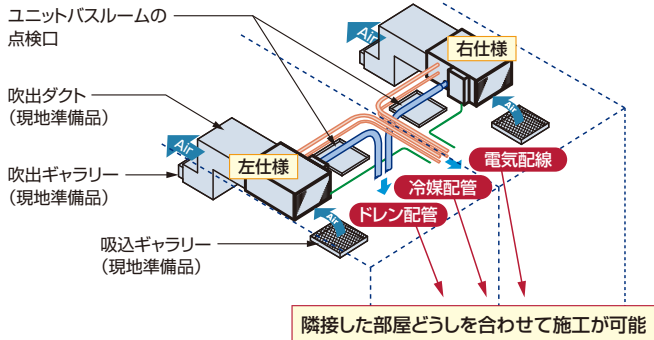 ユニットバスルームの
点検口
Air
右仕様
吹出ダクト
（現地準備品）
Air
Air
左仕様
電気配線
吹出ギャラリー
（現地準備品）
冷媒配管
ドレン配管
Air
吸込ギャラリー
（現地準備品）
隣接した部屋どうしを合わせて施工が可能